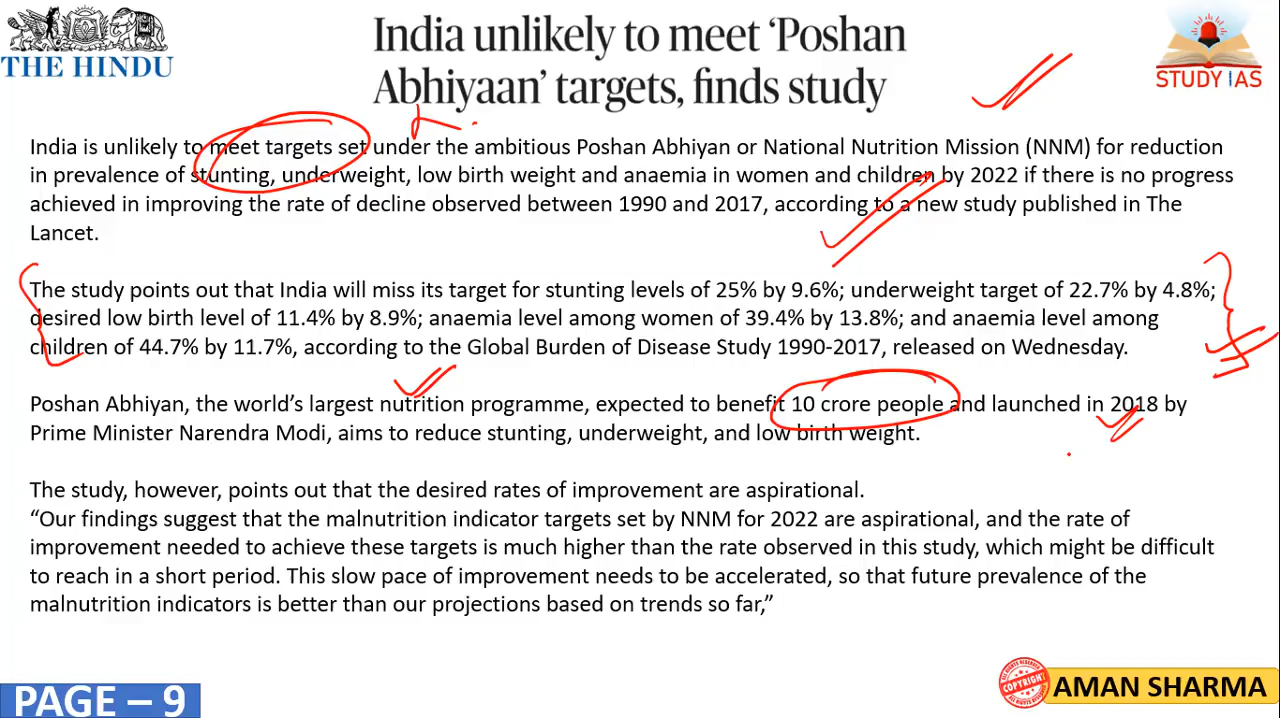 THE HINDU
India unlikely to meet ‘Poshan
Abhiyaan’ targets, finds study
STUDY IAS
India is unlikely to meet targets set under the ambitious Poshan Abhiyan or National Nutrition Mission (NNM) for reduction
in prevalence of stunting, underweight, low birth weight and anaemia in women and children by 2022 if there is no progress
achieved in improving the rate of decline observed between 1990 and 2017, according to a new study published in The
Lancet.
The study points out that India will miss its target for stunting levels of 25% by 9.6%; underweight target of 22.7% by 4.8%;
desired low birth level of 11.4% by 8.9%; anaemia level among women of 39.4% by 13.8%; and anaemia level among
children of 44.7% by 11.7%, according to the Global Burden of Disease Study 1990-2017, released on Wednesday.
Poshan Abhiyan, the world’s largest nutrition programme, expected to benefit 10 crore people and launched in 2018 by
Prime Minister Narendra Modi, aims to reduce stunting, underweight, and low birth weight.
The study, however, points out that the desired rates of improvement are aspirational.
“Our findings suggest that the malnutrition indicator targets set by NNM for 2022 are aspirational, and the rate of
improvement needed to achieve these targets is much higher than the rate observed in this study, which might be difficult
to reach in a short period. This slow pace of improvement needs to be accelerated, so that future prevalence of the
malnutrition indicators is better than our projections based on trends so far,”
PAGE – 9
COPYRIGHT
AMAN SHARMA